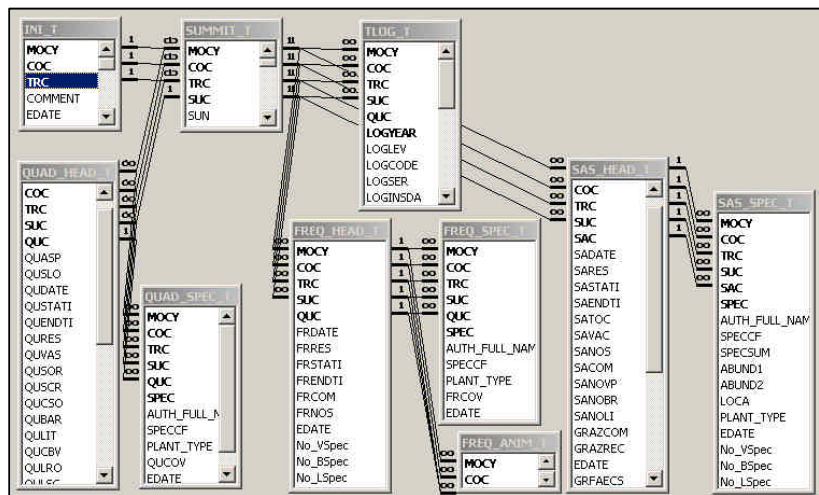 INI_T
MOCY
COC
TRC
COMMENT
EDATE
SUMMIT_T
MOCY
COC
TRC
SUC
SUN
TLOG_T
MOCY
COC
TRC
SUC
QUC
LOGYEAR
LOGLEV
LOGCODE
LOGSER
LOGINSDA
QUAD_HEAD_T
COC
TRC
SUC
QUC
QUASP
QUSLO
QUDATE
QUSTATI
QUENDTI
QURES
QUVAS
QUSOR
QUSCR
QUCSO
QUBAR
QULIT
QUCBV
QULRO
QUAD_SPEC_T
MOCY
COC
TRC
SUC
QUC
SPEC
AUTH_FULL_N
SPECCF
PLANT_TYPE
QUCOV
EDATE
FREQ_HEAD_T
MOCY
COC
TRC
SUC
QUC
FRDATE
FRRES
FRSTATI
FRENDTI
FRCOM
FRNOS
EDATE
No_VSpec
No_BSpec
No_LSpec
FREQ_SPEC_T
MOCY
COC
TRC
SUC
QUC
SPEC
AUTH_FULL_NAM
SPECCF
PLANT_TYPE
FRCOV
EDATE
FREQ_ANIM_T
MOCY
COC
SAS_HEAD_T
COC
TRC
SUC
SAC
SADATE
SARES
SASTATI
SAENDTI
SATOC
SAVAC
SANOS
SACOM
SANOVP
SANOBR
SANOLI
GRAZCOM
GRAZREC
EDATE
GRFAECS
SAS_SPEC_T
MOCY
COC
TRC
SUC
SAC
SPEC
AUTH_FULL_NAM
SPECCF
SPECSUM
ABUND1
ABUND2
LOCA
PLANT_TYPE
EDATE
No_VSpec
No_BSpec
No_LSpec